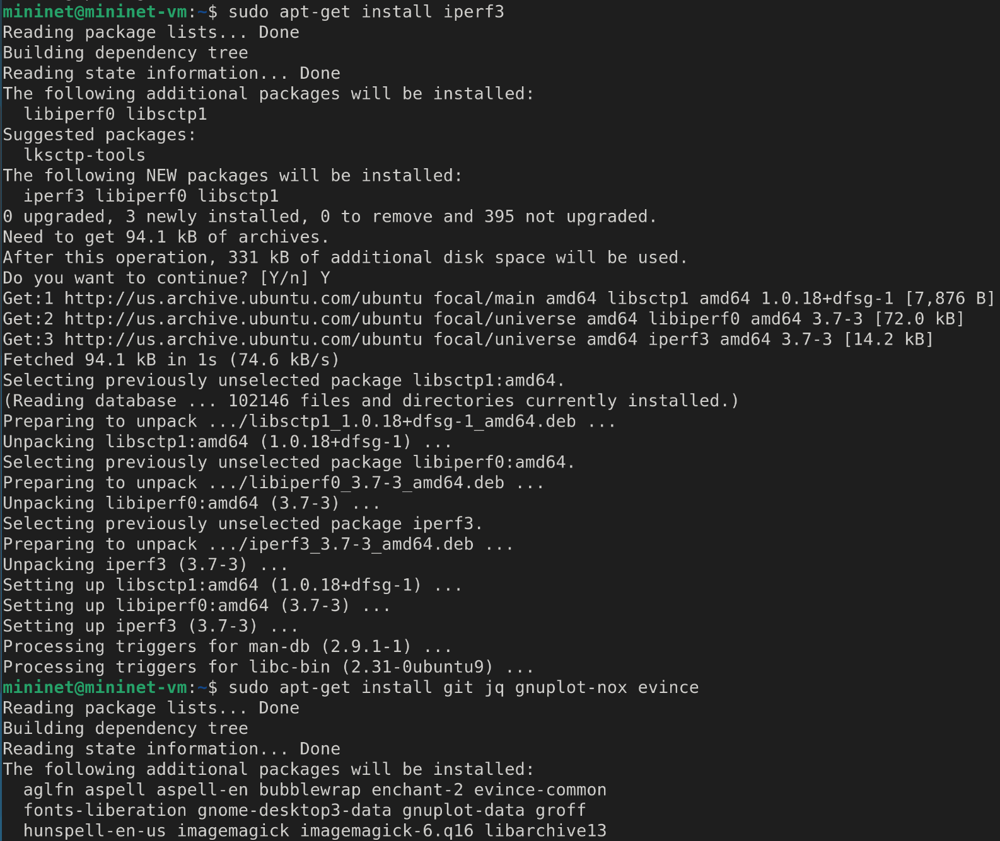 mininet@mininet-vm:~$ sudo apt-get install iperf3
Reading package lists... Done
Building dependency tree
Reading state information... Done
The following additional packages will be installed:
  libiperf0 libsctp1
Suggested packages:
  lksctp-tools
The following NEW packages will be installed:
  iperf3 libiperf0 libsctp1
0 upgraded, 3 newly installed, 0 to remove and 395 not upgraded.
Need to get 94.1 kB of archives.
After this operation, 331 kB of additional disk space will be used.
Do you want to continue? [Y/n] Y
Get:1 http://us.archive.ubuntu.com/ubuntu focal/main amd64 libsctp1 amd64 1.0.18+dfsg-1 [7,876 B]
Get:2 http://us.archive.ubuntu.com/ubuntu focal/universe amd64 libiperf0 amd64 3.7-3 [72.0 kB]
Get:3 http://us.archive.ubuntu.com/ubuntu focal/universe amd64 iperf3 amd64 3.7-3 [14.2 kB]
Fetched 94.1 kB in 1s (74.6 kB/s)
Selecting previously unselected package libsctp1:amd64.
(Reading database ... 102146 files and directories currently installed.)
Preparing to unpack .../libsctp1_1.0.18+dfsg-1_amd64.deb ...
Unpacking libsctp1:amd64 (1.0.18+dfsg-1) ...
Selecting previously unselected package libiperf0:amd64.
Preparing to unpack .../libiperf0_3.7-3_amd64.deb ...
Unpacking libiperf0:amd64 (3.7-3) ...
Selecting previously unselected package iperf3.
Preparing to unpack .../iperf3_3.7-3_amd64.deb ...
Unpacking iperf3 (3.7-3) ...
Setting up libsctp1:amd64 (1.0.18+dfsg-1) ...
Setting up libiperf0:amd64 (3.7-3) ...
Setting up iperf3 (3.7-3) ...
Processing triggers for man-db (2.9.1-1) ...
Processing triggers for libc-bin (2.31-0ubuntu9) ...
mininet@mininet-vm:~$ sudo apt-get install git jq gnuplot-nox evince
Reading package lists... Done
Building dependency tree
Reading state information... Done
The following additional packages will be installed:
  aglfn aspell aspell-en bubblewrap enchant-2 evince-common
  fonts-liberation gnome-desktop3-data gnuplot-data groff
  hunspell-en-us imagemagick imagemagick-6.q16 libarchive13